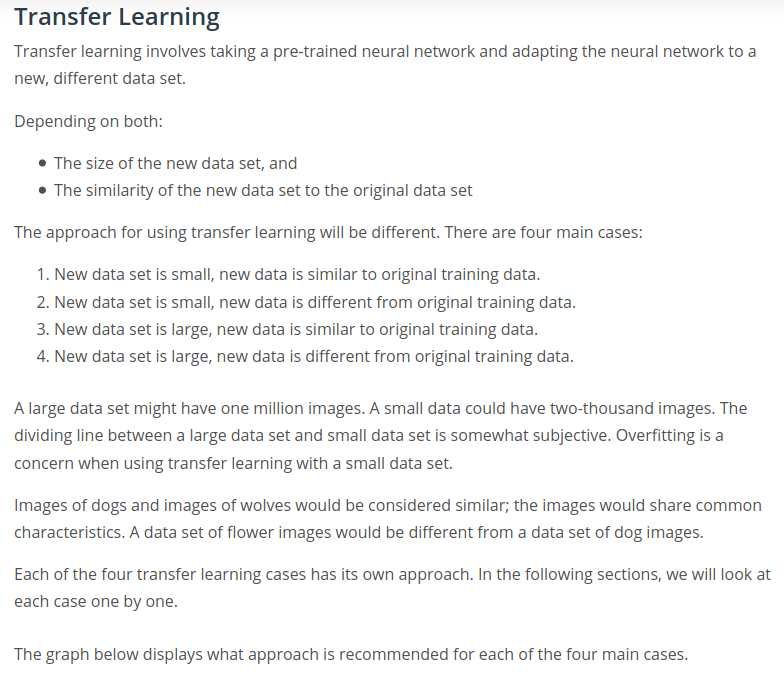 Transfer Learning
Transfer learning involves taking a pre-trained neural network and adapting the neural network to a
new, different data set.
Depending on both:
• The size of the new data set, and
• The similarity of the new data set to the original data set
The approach for using transfer learning will be different. There are four main cases:
1. New data set is small, new data is similar to original training data.
2. New data set is small, new data is different from original training data.
3. New data set is large, new data is similar to original training data.
4. New data set is large, new data is different from original training data.
A large data set might have one million images. A small data could have two-thousand images. The
dividing line between a large data set and small data set is somewhat subjective. Overfitting is a
concern when using transfer learning with a small data set.
Images of dogs and images of wolves would be considered similar; the images would share common
characteristics. A data set of flower images would be different from a data set of dog images.
Each of the four transfer learning cases has its own approach. In the following sections, we will look at
each case one by one.
The graph below displays what approach is recommended for each of the four main cases.